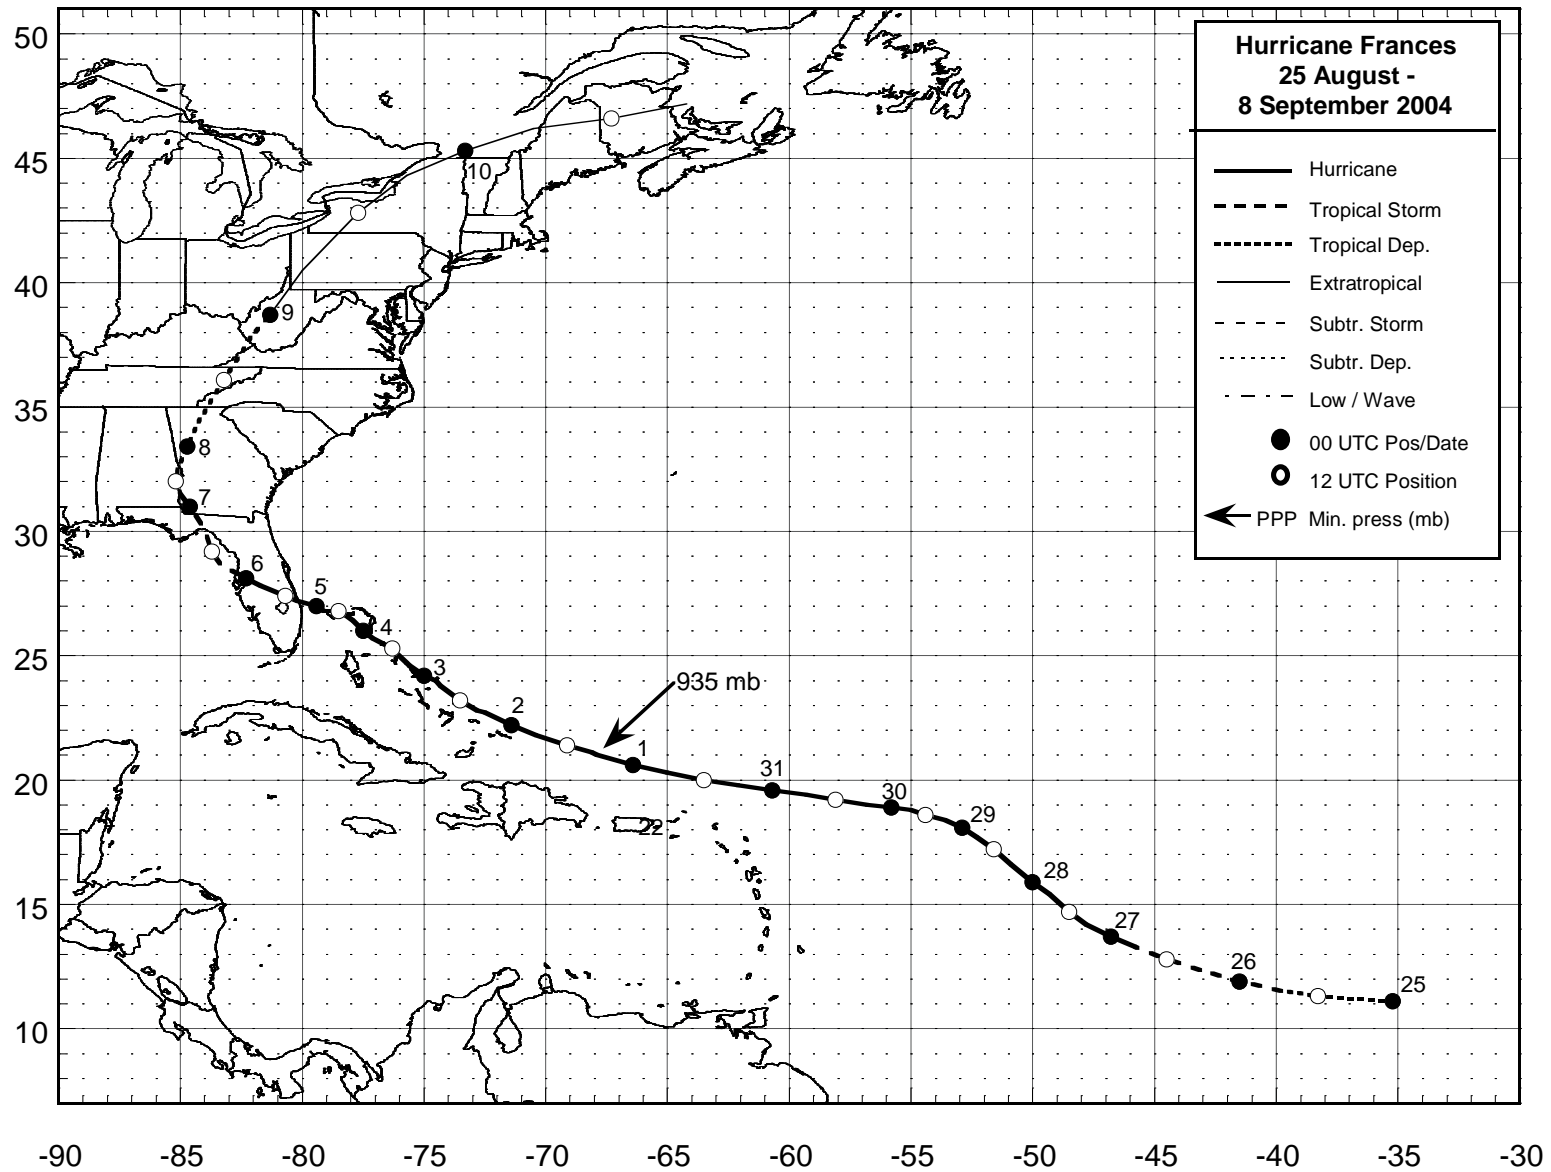 50
45
40
35
30
25
20
15
10
-90 -85 -80 -75 -70 -65 -60 -55 -50 -45 -40 -35 -30
Hurricane Frances
25 August -
8 September 2004
Hurricane
Tropical Storm
Tropical Dep.
Extratropical
Subtr. Storm
Subtr. Dep.
Low / Wave
00 UTC Pos/Date
12 UTC Position
PPP Min. press (mb)
10
9
8
7
6
5
4
3
935 mb
2
1
31
30
29
22
28
27
26
25